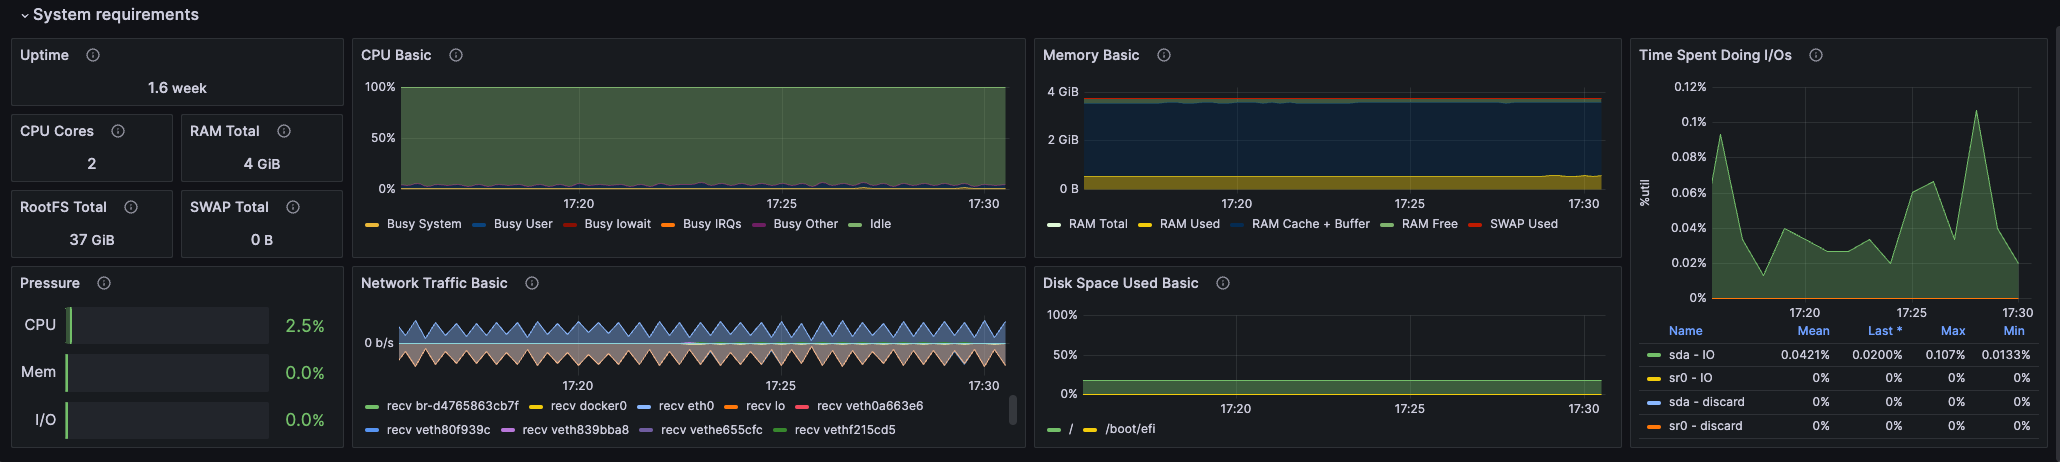 System requirements
Uptime
1.6 week
CPU Cores
2
RAM Total
4 GiB
RootFS Total
37 GiB
SWAP Total
0 B
Pressure
CPU
2.5%
Mem
0.0%
I/O
0.0%
CPU Basic
100%
50%
0%
17:20 17:25 17:30
Busy System Busy User Busy Iowait Busy IRQs Busy Other Idle
Network Traffic Basic
0 b/s
17:20 17:25 17:30
recv br-d4765863cb7f recv docker0 recv eth0 recv lo recv veth0a663e6
recv veth80f939c recv veth839bba8 recv vethe655cfc recv vethf215cd5
Memory Basic
4 GiB
2 GiB
0 B
17:20 17:25 17:30
RAM Total RAM Used RAM Cache + Buffer RAM Free SWAP Used
Disk Space Used Basic
100%
50%
0%
17:20 17:25 17:30
/ /boot/efi
Time Spent Doing I/Os
%util
0.12%
0.1%
0.08%
0.06%
0.04%
0.02%
0%
17:20 17:25 17:30
Name Mean Last * Max Min
sda - IO 0.0421% 0.0200% 0.107% 0.0133%
sr0 - IO 0% 0% 0% 0%
sda - discard 0% 0% 0% 0%
sr0 - discard 0% 0% 0% 0%